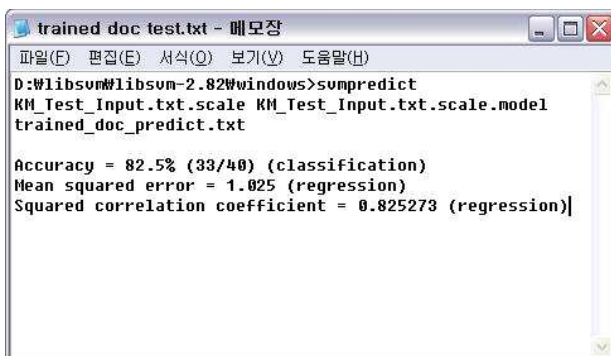 trained doc test.txt - 메모장
파일(F) 편집(E) 서식(O) 보기(V) 도움말(H)
D:₩libsvm₩libsvm-2.82₩windows>svmpredict
KM_Test_Input.txt.scale KM_Test_Input.txt.scale.model
trained_doc_predict.txt
Accuracy = 82.5% (33/40) (classification)
Mean squared error = 1.025 (regression)
Squared correlation coefficient = 0.825273 (regression)